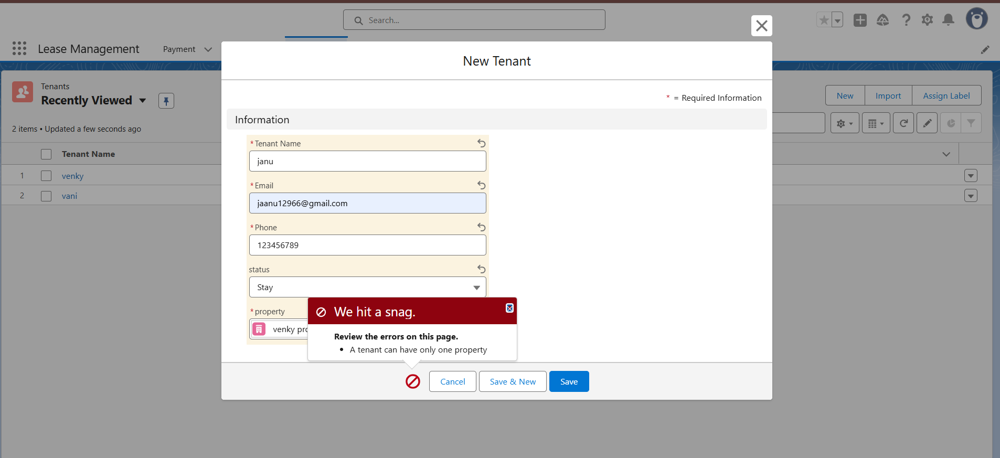 Search...
Lease Management
Payment
New Tenant
* = Required Information
Tenants
Recently Viewed
New
Import
Assign Label
2 items • Updated a few seconds ago
Information
Tenant Name
1
venky
2
vani
*Tenant Name
janu
*Email
jaanu12966@gmail.com
*Phone
123456789
status
Stay
*property
venky pro
We hit a snag.
Review the errors on this page.
• A tenant can have only one property
Cancel
Save & New
Save